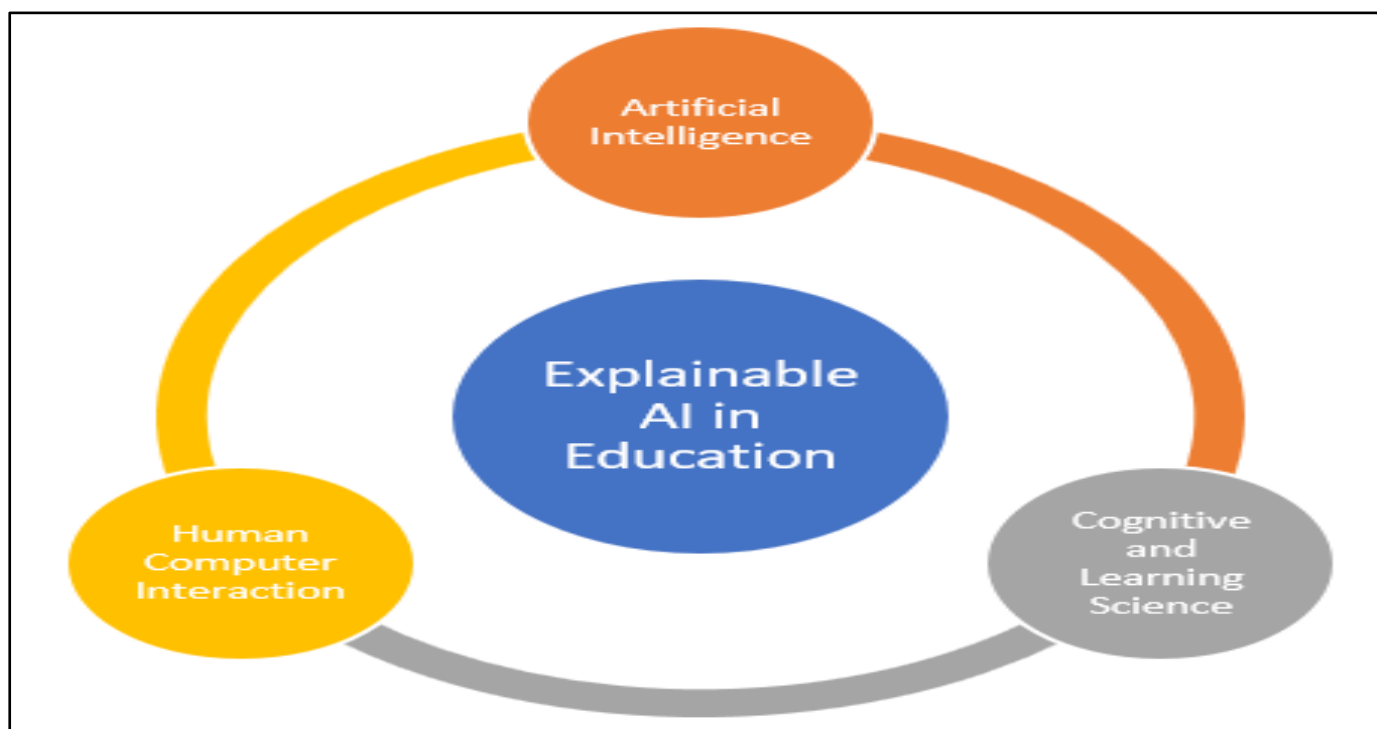 Artificial
Intelligence
Explainable
AI in
Education
Human
Computer
Interaction
Cognitive
and
Learning
Science